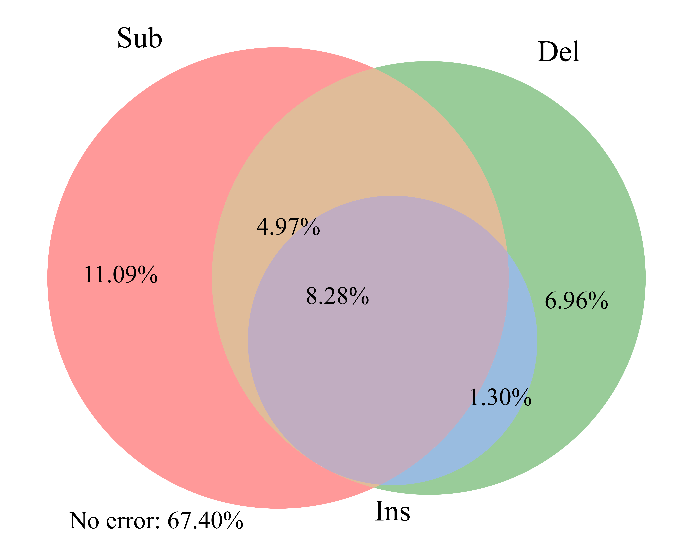 Sub
Del
4.97%
11.09%
8.28%
6.96%
1.30%
Ins
No error: 67.40%